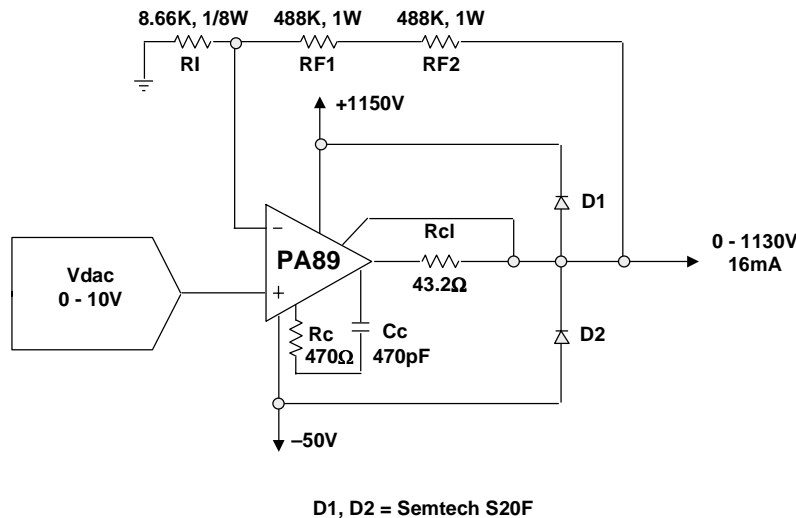 8.66K, 1/8W
488K, 1W
488K, 1W
RI
RF1
RF2
+1150V
D1
Rcl
–
PA89
0 - 1130V
16mA
Vdac
0 - 10V
43.2Ω
+
Rc
470Ω
Cc
470pF
D2
–50V
D1, D2 = Semtech S20F